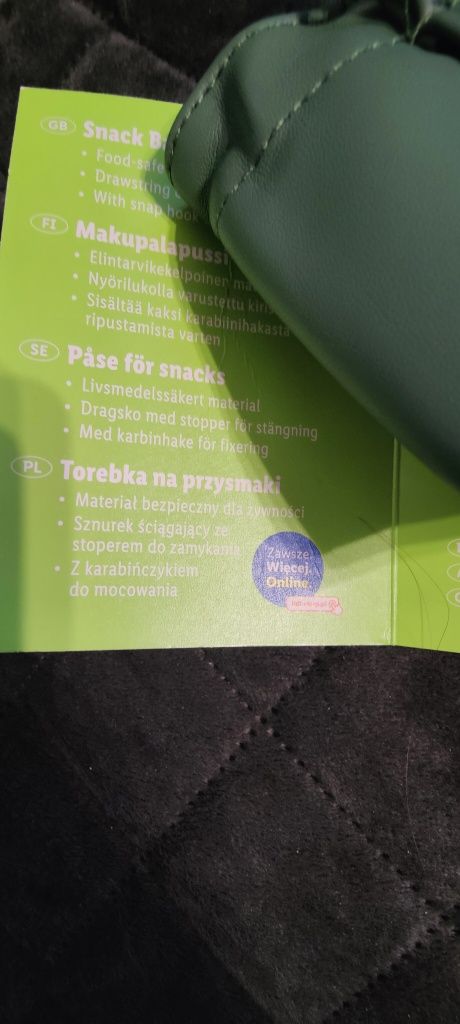 GB Snack
Food-safe
Drawstring
With snap hook
FI Makupalapussi
Elintarvikekelpoinen
Nyörilukolla varustettu
Sisältää kaksi karabiinihakasta
ripustamista varten
SE Påse för snacks
Livsmedelssäkert material
Dragsko med stopper för stängning
Med karbinhake för fixering
PL Torebka na przysmaki
Materiał bezpieczny dla żywności
Sznurek ściągający ze
stoperem do zamykania
Z karabińczykiem
do mocowania
Zawsze.
Więcej.
Online.